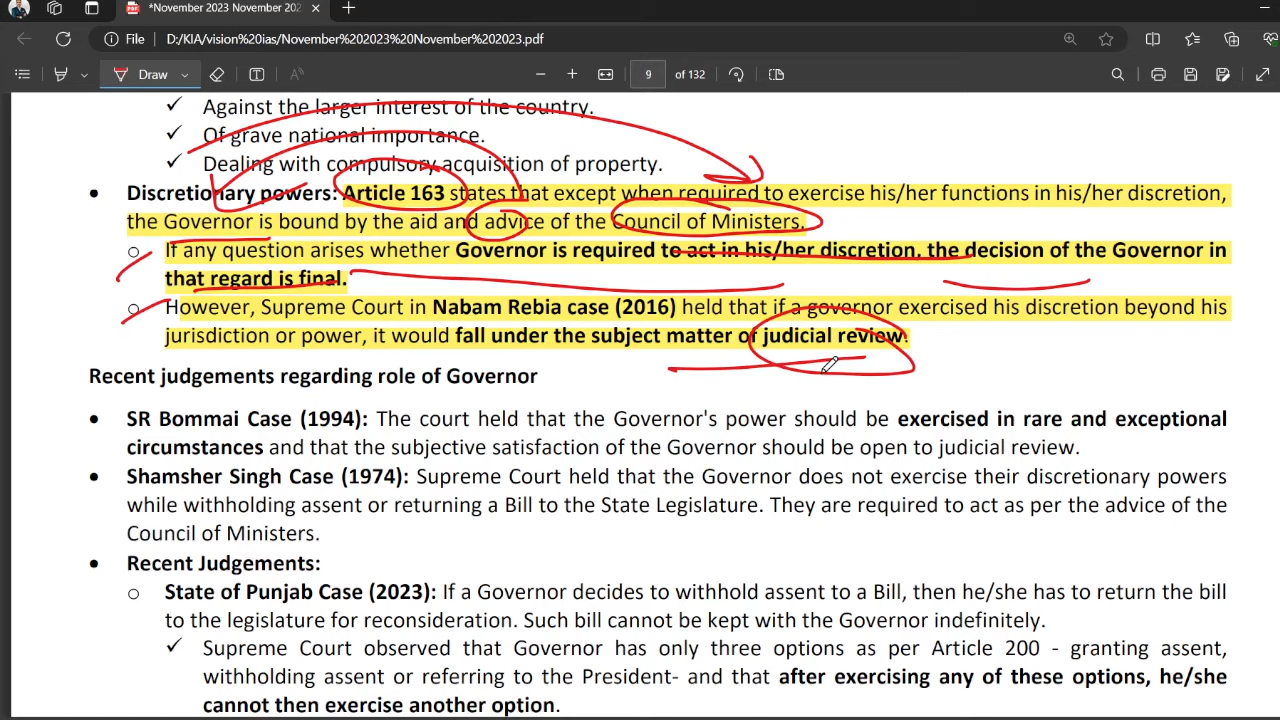 *November 2023 November 202
File D:/KIA/vision%20ias/November%202023%20November%202023.pdf
Draw 9 of 132
✓ Against the larger interest of the country.
✓ Of grave national importance.
✓ Dealing with compulsory acquisition of property.
• Discretionary powers: Article 163 states that except when required to exercise his/her functions in his/her discretion,
the Governor is bound by the aid and advice of the Council of Ministers.
o If any question arises whether Governor is required to act in his/her discretion, the decision of the Governor in
that regard is final.
o However, Supreme Court in Nabam Rebia case (2016) held that if a governor exercised his discretion beyond his
jurisdiction or power, it would fall under the subject matter of judicial review.
Recent judgements regarding role of Governor
• SR Bommai Case (1994): The court held that the Governor's power should be exercised in rare and exceptional
circumstances and that the subjective satisfaction of the Governor should be open to judicial review.
• Shamsher Singh Case (1974): Supreme Court held that the Governor does not exercise their discretionary powers
while withholding assent or returning a Bill to the State Legislature. They are required to act as per the advice of the
Council of Ministers.
• Recent Judgements:
o State of Punjab Case (2023): If a Governor decides to withhold assent to a Bill, then he/she has to return the bill
to the legislature for reconsideration. Such bill cannot be kept with the Governor indefinitely.
✓ Supreme Court observed that Governor has only three options as per Article 200 - granting assent,
withholding assent or referring to the President- and that after exercising any of these options, he/she
cannot then exercise another option.